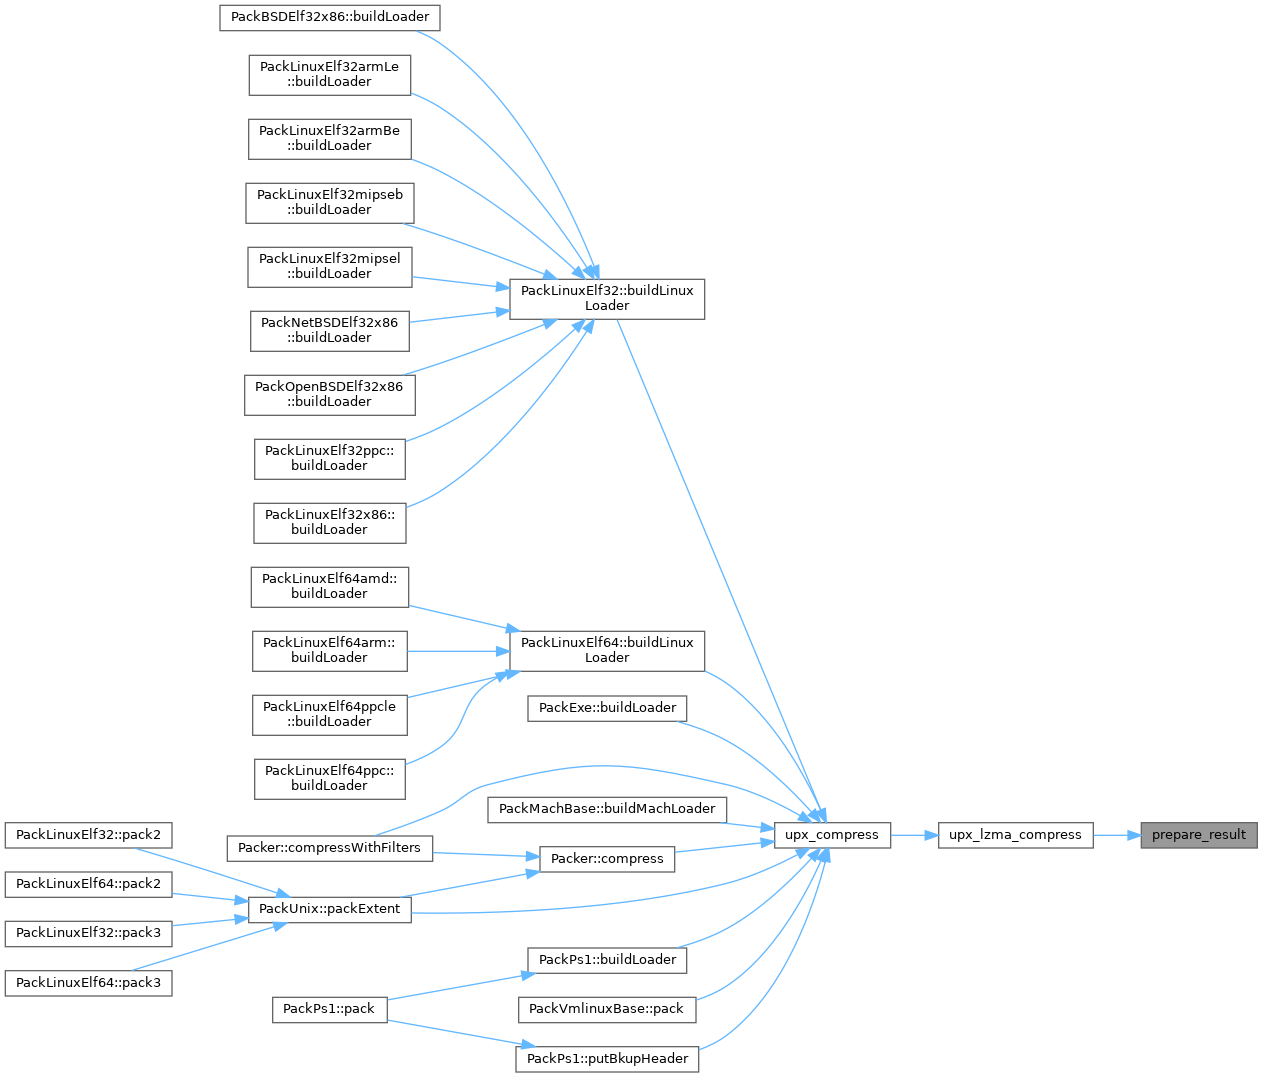 PackBSDElf32x86::buildLoader
PackLinuxElf32armLe
::buildLoader
PackLinuxElf32armBe
::buildLoader
PackLinuxElf32mipseb
::buildLoader
PackLinuxElf32mipsel
::buildLoader
PackLinuxElf32::buildLinux
Loader
PackNetBSDElf32x86
::buildLoader
PackOpenBSDElf32x86
::buildLoader
PackLinuxElf32ppc::
buildLoader
PackLinuxElf32x86::
buildLoader
PackLinuxElf64amd::
buildLoader
PackLinuxElf64arm::
buildLoader
PackLinuxElf64::buildLinux
Loader
PackLinuxElf64ppcle
::buildLoader
PackExe::buildLoader
PackLinuxElf64ppc::
buildLoader
PackMachBase::buildMachLoader
PackLinuxElf32::pack2
Packer::compressWithFilters
Packer::compress
upx_compress
upx_lzma_compress
prepare_result
PackLinuxElf64::pack2
PackUnix::packExtent
PackLinuxElf32::pack3
PackLinuxElf64::pack3
PackPs1::buildLoader
PackPs1::pack
PackVmlinuxBase::pack
PackPs1::putBkupHeader